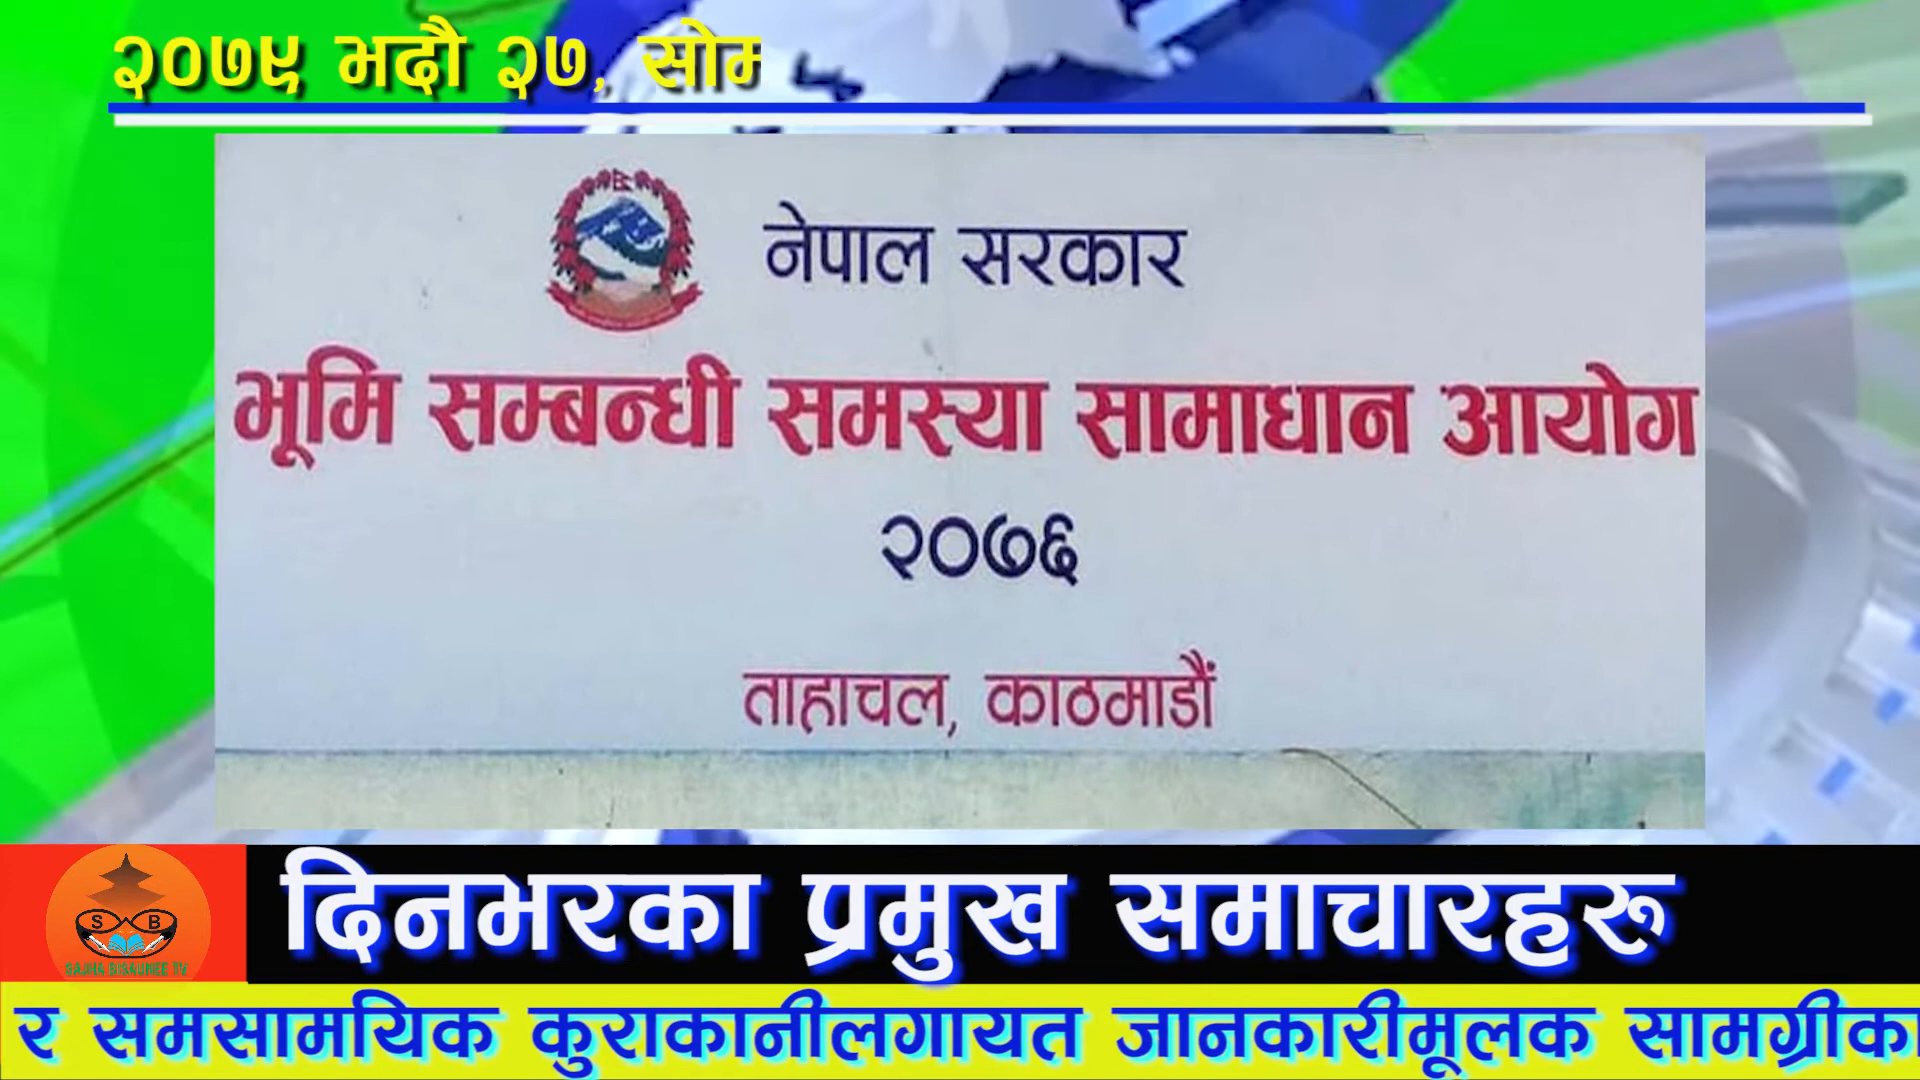 २०७९ भदौ २७, सोम
नेपाल सरकार
भूमि सम्बन्धी समस्या सामाधान आयोग
२०७६
ताहाचल, काठमाडौं
S B
SAJHA BISAUNEE TV
दिनभरका प्रमुख समाचारहरू
र समसामयिक कुराकानीलगायत जानकारीमूलक सामग्रीका